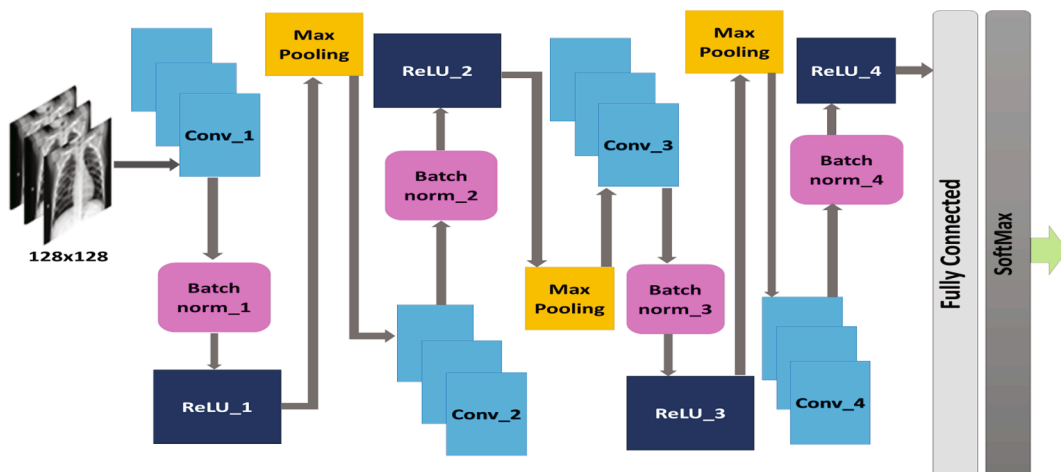 128x128
Conv_1
Batch
norm_1
ReLU_1
Max
Pooling
Conv_2
Batch
norm_2
ReLU_2
Max
Pooling
Conv_3
Batch
norm_3
ReLU_3
Max
Pooling
Conv_4
Batch
norm_4
ReLU_4
Fully Connected
SoftMax